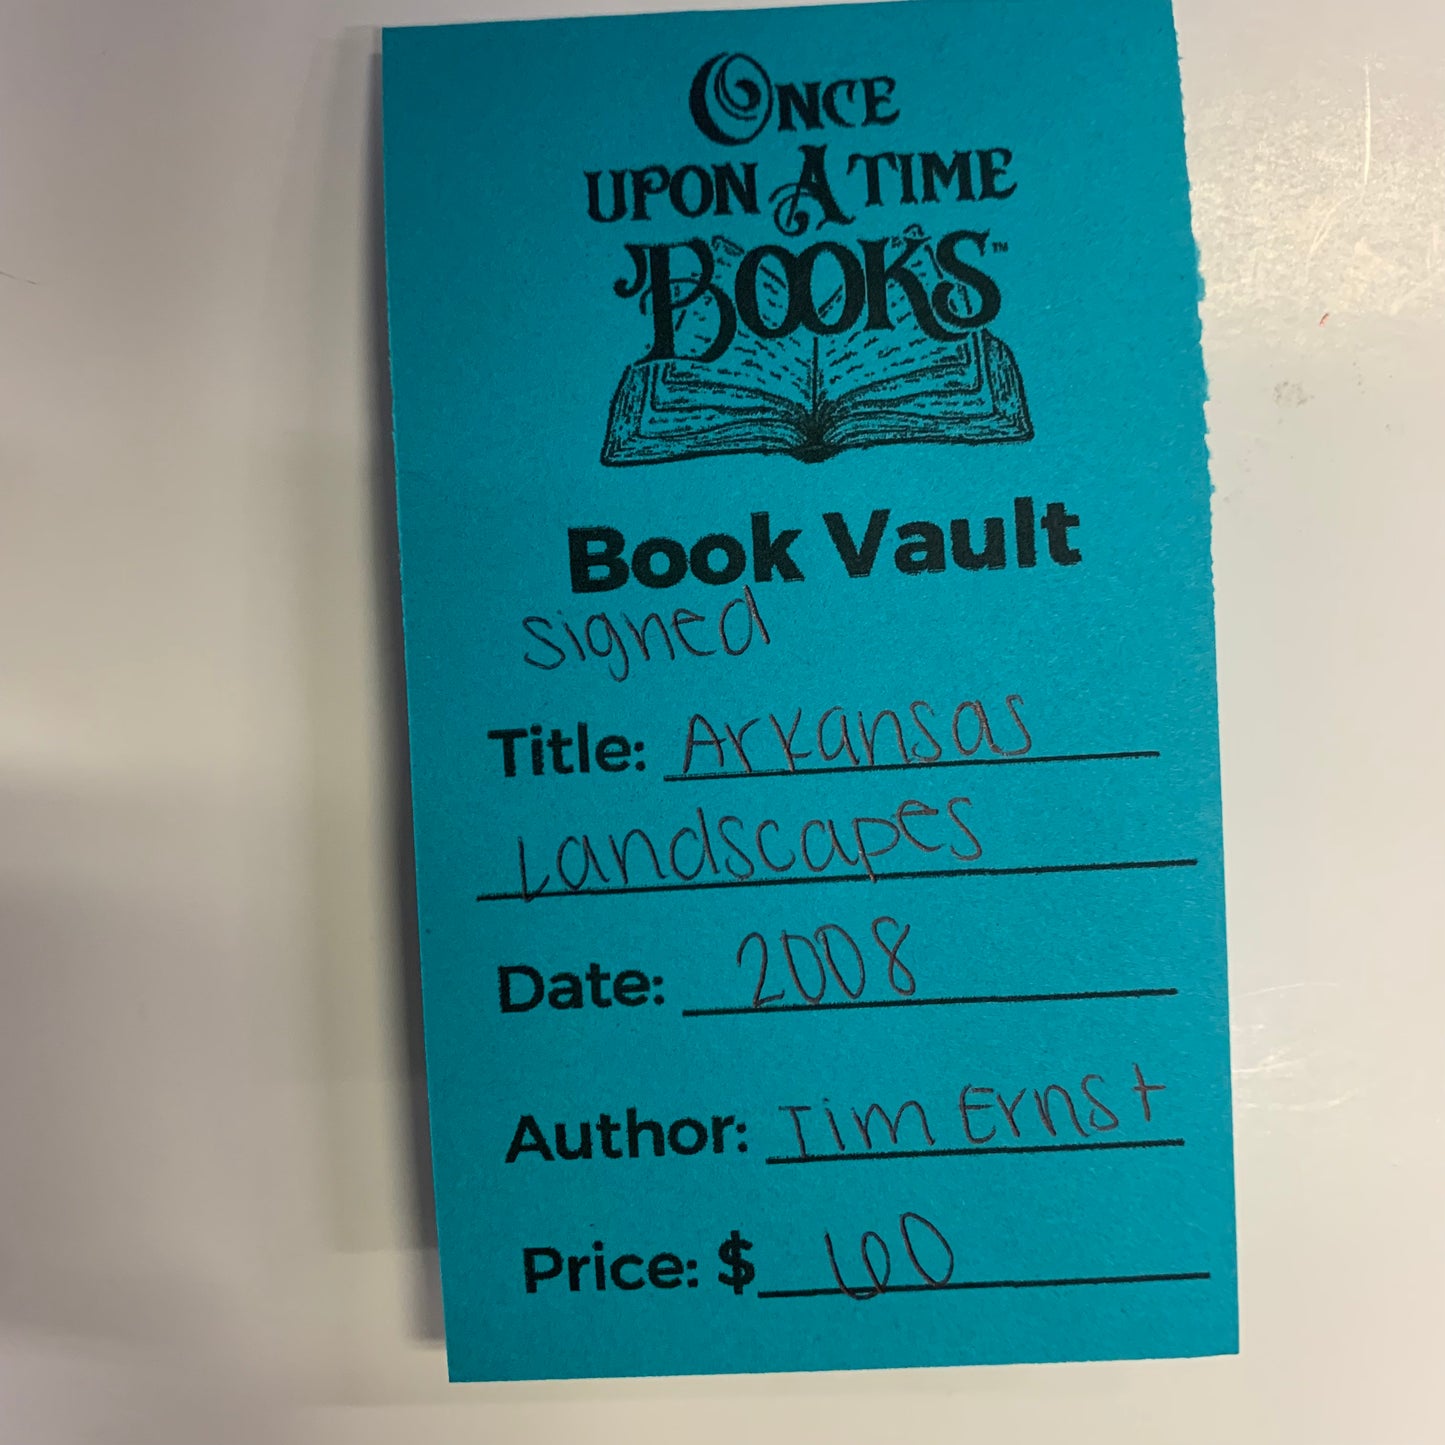 ONCE
UPON A TIME
BOOKS™
Book Vault
signed
Title: Arkansas
Landscapes
Date: 2008
Author: Tim Ernst
Price: $ 60